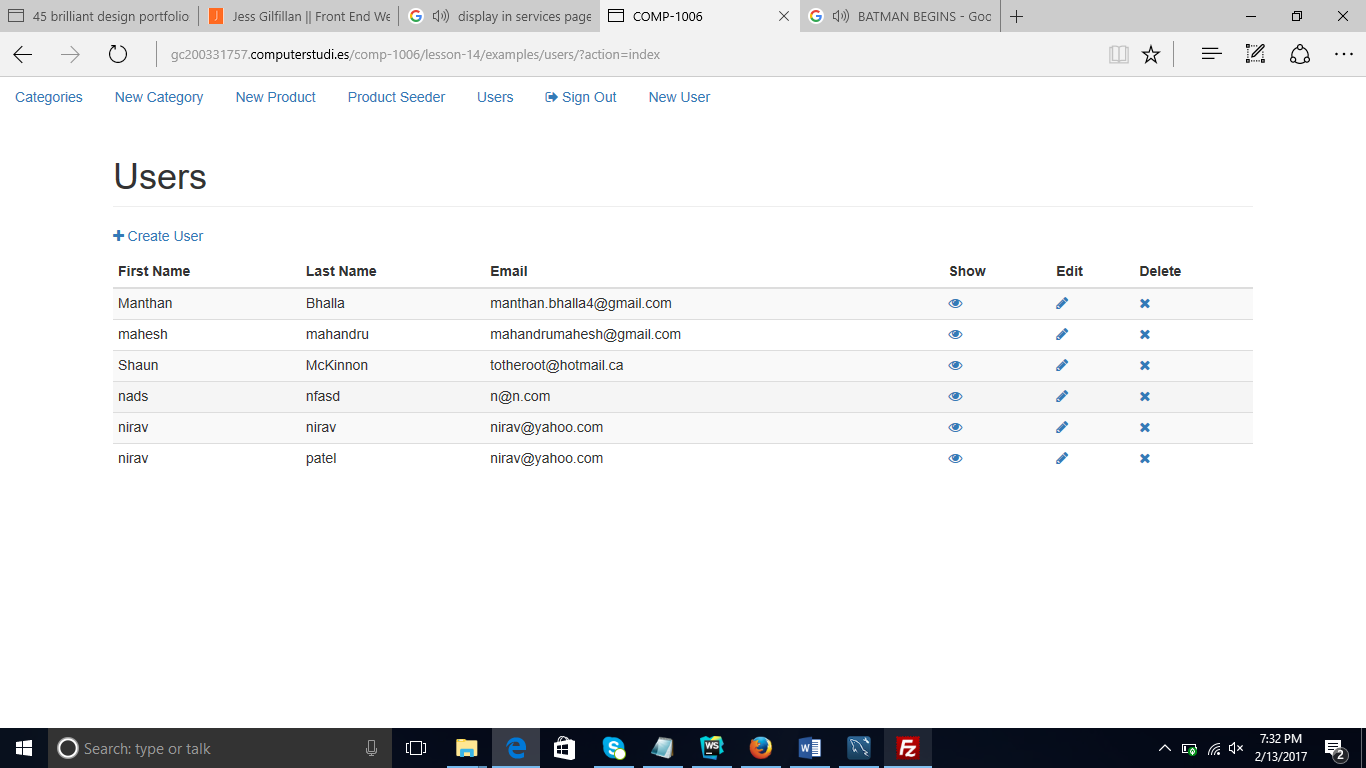 45 brilliant design portfolio Jess Gilfillan || Front End We display in services page COMP-1006 BATMAN BEGINS - Goo
gc200331757.computerstudi.es/comp-1006/lesson-14/examples/users/?action=index
Categories New Category New Product Product Seeder Users Sign Out New User
Users
Create User
First Name Last Name Email Show Edit Delete
Manthan Bhalla manthan.bhalla4@gmail.com
mahesh mahandru mahandrumahesh@gmail.com
Shaun McKinnon totheroot@hotmail.ca
nads nfasd n@n.com
nirav nirav nirav@yahoo.com
nirav patel nirav@yahoo.com
Search: type or talk
7:32 PM
2/13/2017
2